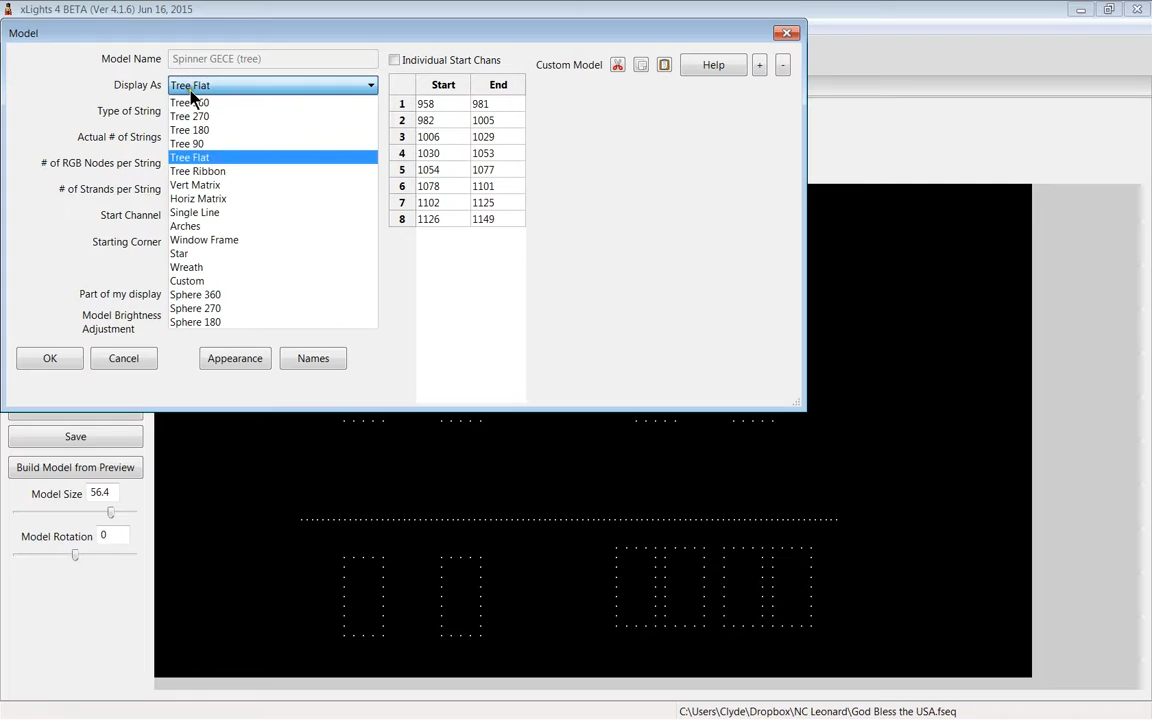 xLights 4 BETA (Ver 4.1.6) Jun 16, 2015
Model
Model Name
Spinner GECE (tree)
Display As
Tree Flat
Type of String
Actual # of Strings
# of RGB Nodes per String
# of Strands per String
Start Channel
Starting Corner
Part of my display
Model Brightness
Adjustment
Tree 270
Tree 180
Tree 90
Tree Flat
Tree Ribbon
Vert Matrix
Horiz Matrix
Single Line
Arches
Window Frame
Star
Wreath
Custom
Sphere 360
Sphere 270
Sphere 180
OK
Cancel
Appearance
Names
Individual Start Chans
Start End
1 958 981
2 982 1005
3 1006 1029
4 1030 1053
5 1054 1077
6 1078 1101
7 1102 1125
8 1126 1149
Custom Model
Help
+
-
Save
Build Model from Preview
Model Size 56.4
Model Rotation 0
C:\Users\Clyde\Dropbox\NC Leonard\God Bless the USA.fseq